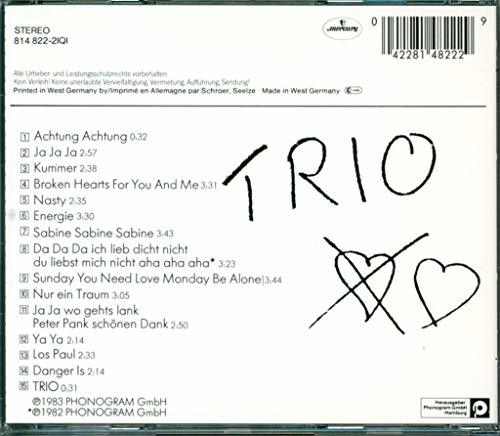 STEREO
814 822-2IQI
mercury
0
9
42281 48222
Alle Urheber- und Leistungsschutzrechte vorbehalten
Kein Verleih! Keine unerlaubte Vervielfältigung, Vermietung, Aufführung, Sendung!
Printed in West Germany by/Imprimé en Allemagne par Schroer, Seelze · Made in West Germany
1 Achtung Achtung 0:32
2 Ja Ja Ja 2:57
3 Kummer 2:38
4 Broken Hearts For You And Me 3:31
5 Nasty 2:35
6 Energie 3:30
7 Sabine Sabine Sabine 3:43
8 Da Da Da ich lieb dicht nicht
du liebst mich nicht aha aha aha* 3:23
9 Sunday You Need Love Monday Be Alone 3:44
10 Nur ein Traum 3:05
11 Ja Ja wo gehts lank
Peter Pank schönen Dank 2:50
12 Ya Ya 2:14
13 Los Paul 2:33
14 Danger Is 2:14
15 TRIO 0:31
℗1983 PHONOGRAM GmbH
*℗1982 PHONOGRAM GmbH
TRIO
Herausgeber
Phonogram GmbH
Hamburg